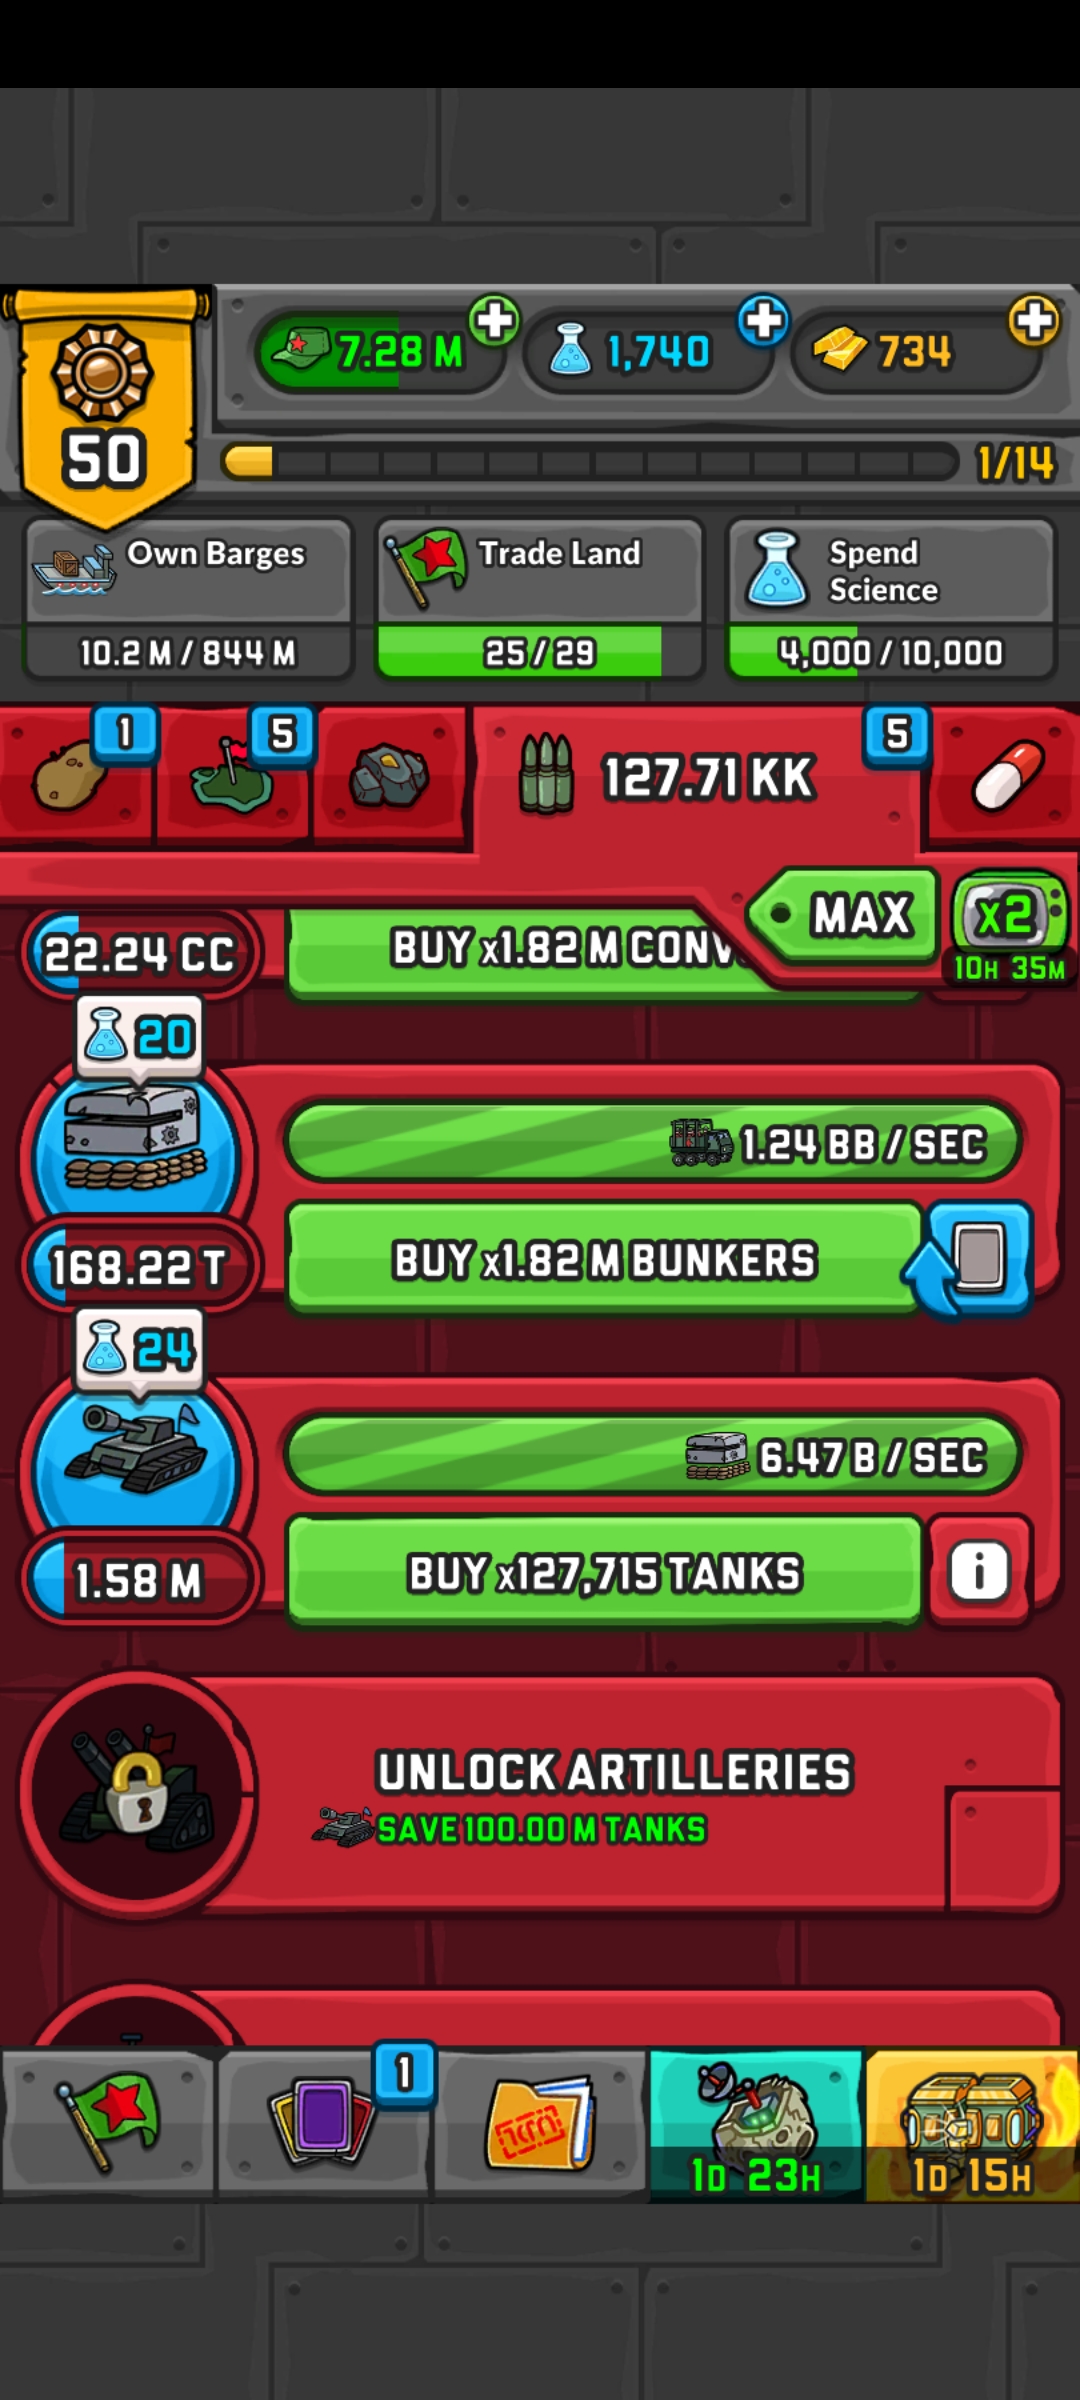 50
7.28 M
1,740
734
1/14
Own Barges
10.2 M / 844 M
Trade Land
25 / 29
Spend
Science
4,000 / 10,000
1
5
127.71 KK
5
MAX
x2
10H 35M
22.24 CC
BUY x1.82 M CONV
20
1.24 BB / SEC
168.22 T
BUY x1.82 M BUNKERS
24
6.47 B / SEC
1.58 M
BUY x127,715 TANKS
i
UNLOCK ARTILLERIES
SAVE 100.00 M TANKS
1
1D 23H
1D 15H